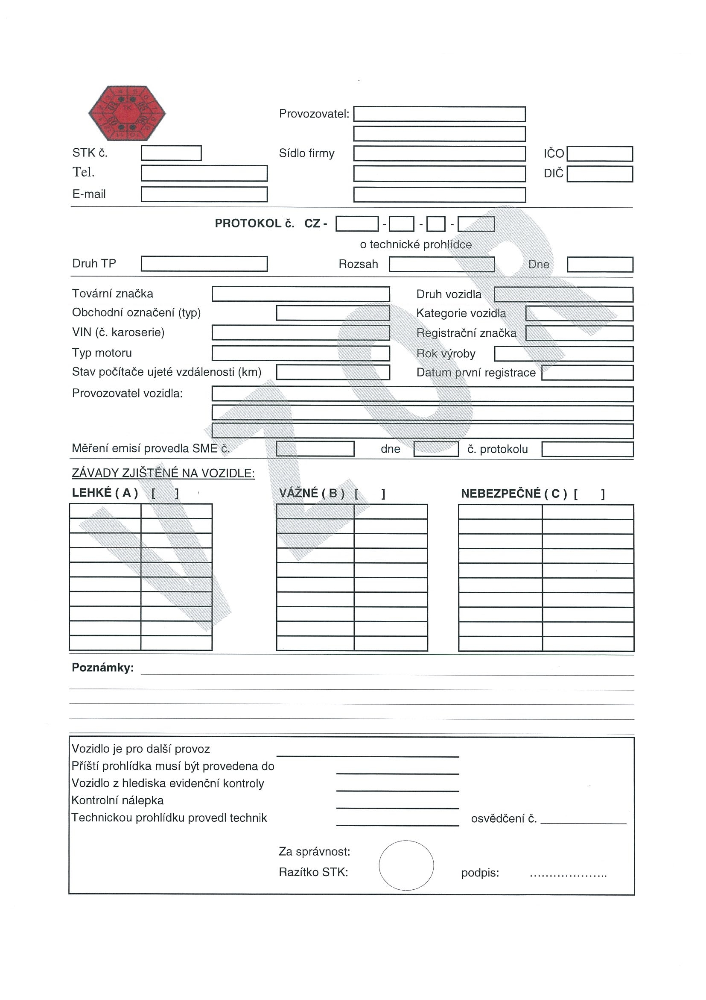 4 5
TK
Provozovatel:
STK č. Sídlo firmy IČO
Tel. DIČ
E-mail
PROTOKOL č. CZ - - - -
o technické prohlídce
Druh TP Rozsah Dne
Tovární značka Druh vozidla
Obchodní označení (typ) Kategorie vozidla
VIN (č. karoserie) Registrační značka
Typ motoru Rok výroby
Stav počítače ujeté vzdálenosti (km) Datum první registrace
Provozovatel vozidla:
Měření emisí provedla SME č. dne č. protokolu
ZÁVADY ZJIŠTĚNÉ NA VOZIDLE:
LEHKÉ ( A ) [ ] VÁŽNÉ ( B ) [ ] NEBEZPEČNÉ ( C ) [ ]
Poznámky:
Vozidlo je pro další provoz
Příští prohlídka musí být provedena do
Vozidlo z hlediska evidenční kontroly
Kontrolní nálepka
Technickou prohlídku provedl technik osvědčení č.
Za správnost:
Razítko STK: podpis: .....................
VZOR